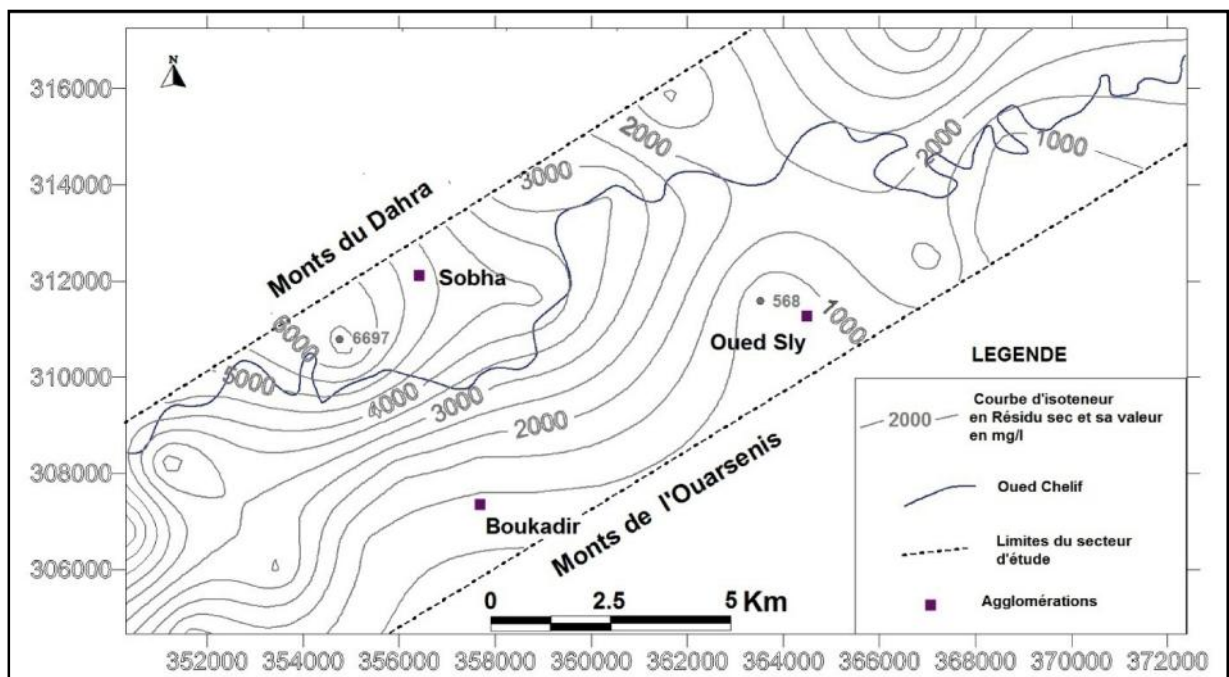 N
316000
314000
312000
310000
308000
306000
352000 354000 356000 358000 360000 362000 364000 366000 368000 370000 372000
Monts du Dahra
Monts de l'Ouarsenis
2000
3000
2000
1000
Sobha
6000
6697
5000
4000
3000
2000
568
1000
Oued Sly
Boukadir
0 2.5 5 Km
LEGENDE
2000
Courbe d'isoteneur
en Résidu sec et sa valeur
en mg/l
Oued Chelif
Limites du secteur
d'étude
Agglomérations